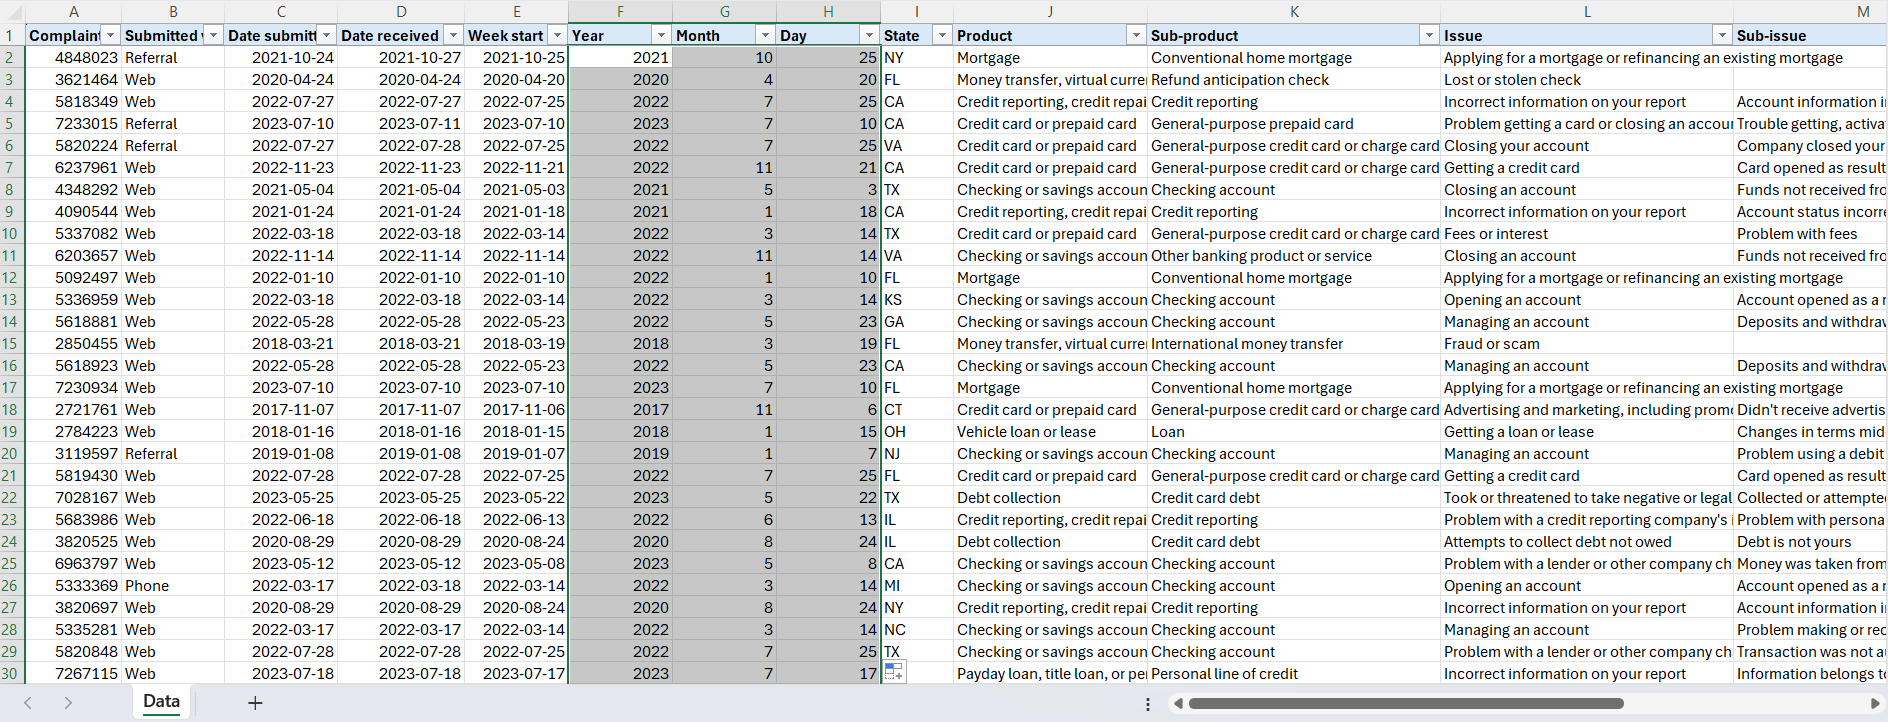 A B C D E F G H I J K L M
1 Complaint Submitted v Date submitt Date received Week start Year Month Day State Product Sub-product Issue Sub-issue
2 4848023 Referral 2021-10-24 2021-10-27 2021-10-25 2021 10 25 NY Mortgage Conventional home mortgage Applying for a mortgage or refinancing an existing mortgage
3 3621464 Web 2020-04-24 2020-04-24 2020-04-20 2020 4 20 FL Money transfer, virtual curre Refund anticipation check Lost or stolen check
4 5818349 Web 2022-07-27 2022-07-27 2022-07-25 2022 7 25 CA Credit reporting, credit repai Credit reporting Incorrect information on your report Account information i
5 7233015 Referral 2023-07-10 2023-07-11 2023-07-10 2023 7 10 CA Credit card or prepaid card General-purpose prepaid card Problem getting a card or closing an accour Trouble getting, activa
6 5820224 Referral 2022-07-27 2022-07-28 2022-07-25 2022 7 25 VA Credit card or prepaid card General-purpose credit card or charge card Closing your account Company closed your
7 6237961 Web 2022-11-23 2022-11-23 2022-11-21 2022 11 21 CA Credit card or prepaid card General-purpose credit card or charge card Getting a credit card Card opened as result
8 4348292 Web 2021-05-04 2021-05-04 2021-05-03 2021 5 3 TX Checking or savings accoun Checking account Closing an account Funds not received fro
9 4090544 Web 2021-01-24 2021-01-24 2021-01-18 2021 1 18 CA Credit reporting, credit repai Credit reporting Incorrect information on your report Account status incorre
10 5337082 Web 2022-03-18 2022-03-18 2022-03-14 2022 3 14 TX Credit card or prepaid card General-purpose credit card or charge card Fees or interest Problem with fees
11 6203657 Web 2022-11-14 2022-11-14 2022-11-14 2022 11 14 VA Checking or savings accoun Other banking product or service Closing an account Funds not received fro
12 5092497 Web 2022-01-10 2022-01-10 2022-01-10 2022 1 10 FL Mortgage Conventional home mortgage Applying for a mortgage or refinancing an existing mortgage
13 5336959 Web 2022-03-18 2022-03-18 2022-03-14 2022 3 14 KS Checking or savings accoun Checking account Opening an account Account opened as a r
14 5618881 Web 2022-05-28 2022-05-28 2022-05-23 2022 5 23 GA Checking or savings accoun Checking account Managing an account Deposits and withdrav
15 2850455 Web 2018-03-21 2018-03-21 2018-03-19 2018 3 19 FL Money transfer, virtual curre International money transfer Fraud or scam
16 5618923 Web 2022-05-28 2022-05-28 2022-05-23 2022 5 23 CA Checking or savings accoun Checking account Managing an account Deposits and withdrav
17 7230934 Web 2023-07-10 2023-07-10 2023-07-10 2023 7 10 FL Mortgage Conventional home mortgage Applying for a mortgage or refinancing an existing mortgage
18 2721761 Web 2017-11-07 2017-11-07 2017-11-06 2017 11 6 CT Credit card or prepaid card General-purpose credit card or charge card Advertising and marketing, including promo Didn't receive advertis
19 2784223 Web 2018-01-16 2018-01-16 2018-01-15 2018 1 15 OH Vehicle loan or lease Loan Getting a loan or lease Changes in terms mid
20 3119597 Referral 2019-01-08 2019-01-08 2019-01-07 2019 1 7 NJ Checking or savings accoun Checking account Managing an account Problem using a debit
21 5819430 Web 2022-07-28 2022-07-28 2022-07-25 2022 7 25 FL Credit card or prepaid card General-purpose credit card or charge card Getting a credit card Card opened as result
22 7028167 Web 2023-05-25 2023-05-25 2023-05-22 2023 5 22 TX Debt collection Credit card debt Took or threatened to take negative or legal Collected or attempte
23 5683986 Web 2022-06-18 2022-06-18 2022-06-13 2022 6 13 IL Credit reporting, credit repai Credit reporting Problem with a credit reporting company's i Problem with persona
24 3820525 Web 2020-08-29 2020-08-29 2020-08-24 2020 8 24 IL Debt collection Credit card debt Attempts to collect debt not owed Debt is not yours
25 6963797 Web 2023-05-12 2023-05-12 2023-05-08 2023 5 8 CA Checking or savings accoun Checking account Problem with a lender or other company ch Money was taken from
26 5333369 Phone 2022-03-17 2022-03-18 2022-03-14 2022 3 14 MI Checking or savings accoun Checking account Opening an account Account opened as a r
27 3820697 Web 2020-08-29 2020-08-29 2020-08-24 2020 8 24 NY Credit reporting, credit repai Credit reporting Incorrect information on your report Account information i
28 5335281 Web 2022-03-17 2022-03-17 2022-03-14 2022 3 14 NC Checking or savings accoun Checking account Managing an account Problem making or rec
29 5820848 Web 2022-07-28 2022-07-28 2022-07-25 2022 7 25 TX Checking or savings accoun Checking account Problem with a lender or other company ch Transaction was not a
30 7267115 Web 2023-07-18 2023-07-18 2023-07-17 2023 7 17 Payday loan, title loan, or pe Personal line of credit Incorrect information on your report Information belongs t
Data